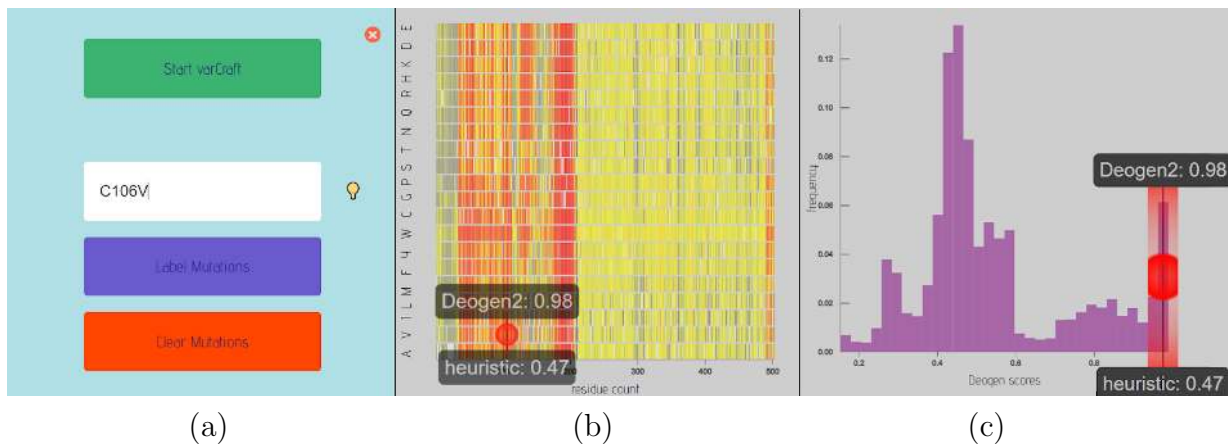 Start varCraft
C106V
Label Mutations
Clear Mutations
A V I L M F Y W C G P S T N Q R H K D E
Deogen2: 0.98
heuristic: 0.47
300
400
500
residue count
0.12
0.10
0.08
0.06
0.04
0.02
0.00
frequency
Deogen2: 0.98
0.2
0.4
0.6
0.8
heuristic: 0.47
Deogen scores
(a)
(b)
(c)